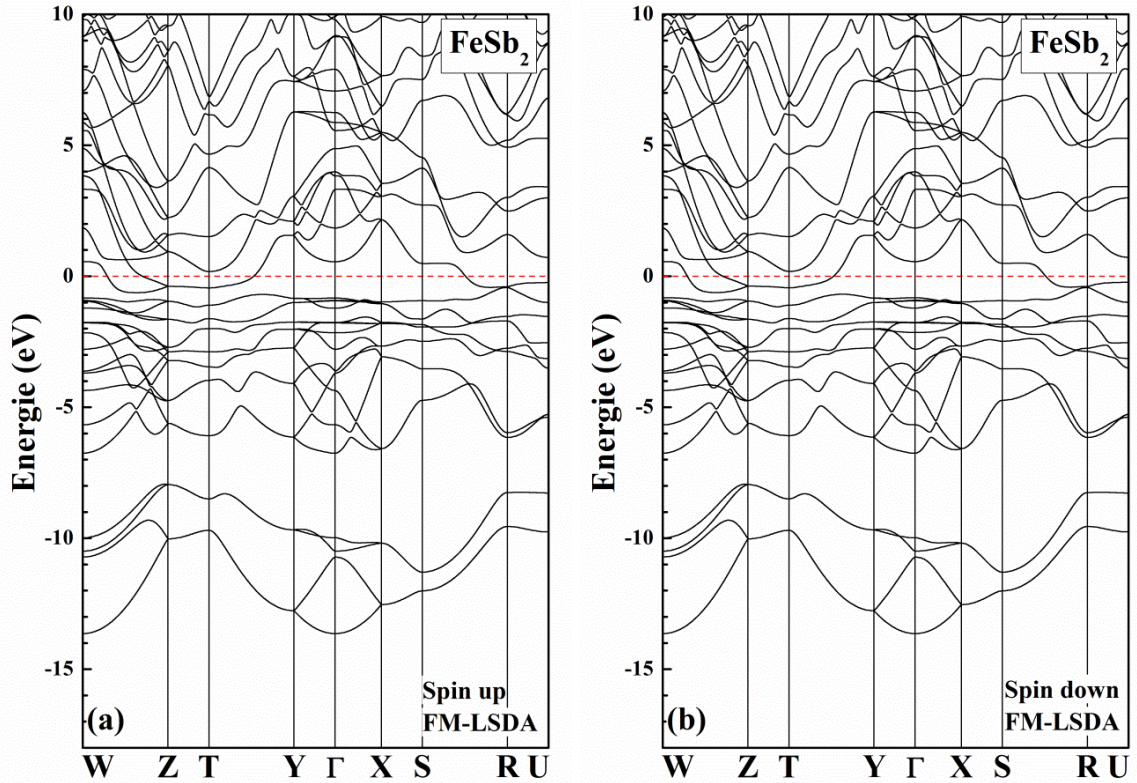 10
5
0
-5
-10
-15
Energie (eV)
FeSb₂
Spin up
FM-LSDA
(a)
W Z T Y Γ X S R U
10
5
0
-5
-10
-15
Energie (eV)
FeSb₂
Spin down
FM-LSDA
(b)
W Z T Y Γ X S R U